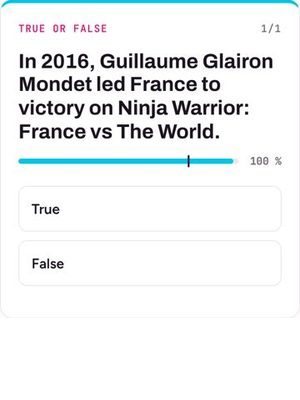 TRUE OR FALSE 1/1
In 2016, Guillaume Glairon
Mondet led France to
victory on Ninja Warrior:
France vs The World.
100 %
True
False